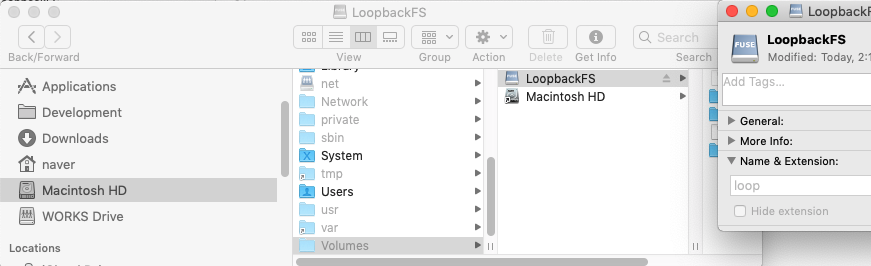 LoopbackFS
Back/Forward
View
Group
Action
Delete
Get Info
Search
Search
Applications
Development
Downloads
naver
Macintosh HD
WORKS Drive
Locations
Library
net
Network
private
sbin
System
tmp
Users
usr
var
Volumes
LoopbackFS
Macintosh HD
LoopbackF
FUSE
LoopbackFS
Modified: Today, 2:1
Add Tags...
General:
More Info:
Name & Extension:
loop
Hide extension